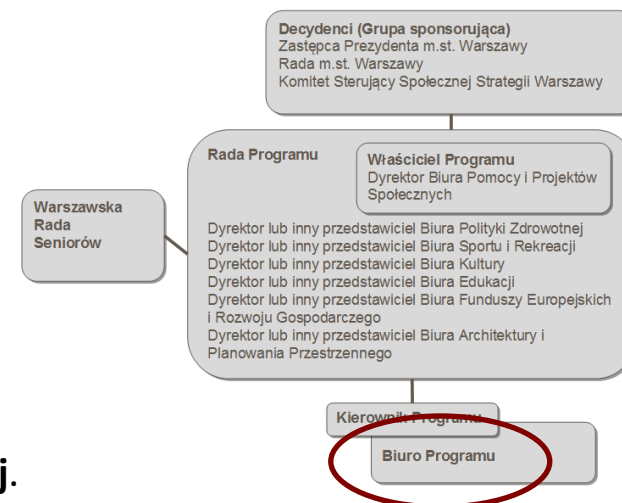 Decydenci (Grupa sponsorująca)
Zastępca Prezydenta m.st. Warszawy
Rada m.st. Warszawy
Komitet Sterujący Społecznej Strategii Warszawy
Rada Programu
Właściciel Programu
Dyrektor Biura Pomocy i Projektów
Społecznych
Warszawska
Rada
Seniorów
Dyrektor lub inny przedstawiciel Biura Polityki Zdrowotnej
Dyrektor lub inny przedstawiciel Biura Sportu i Rekreacji
Dyrektor lub inny przedstawiciel Biura Kultury
Dyrektor lub inny przedstawiciel Biura Edukacji
Dyrektor lub inny przedstawiciel Biura Funduszy Europejskich
i Rozwoju Gospodarczego
Dyrektor lub inny przedstawiciel Biura Architektury i
Planowania Przestrzennego
Kierownik Programu
Biuro Programu
j.